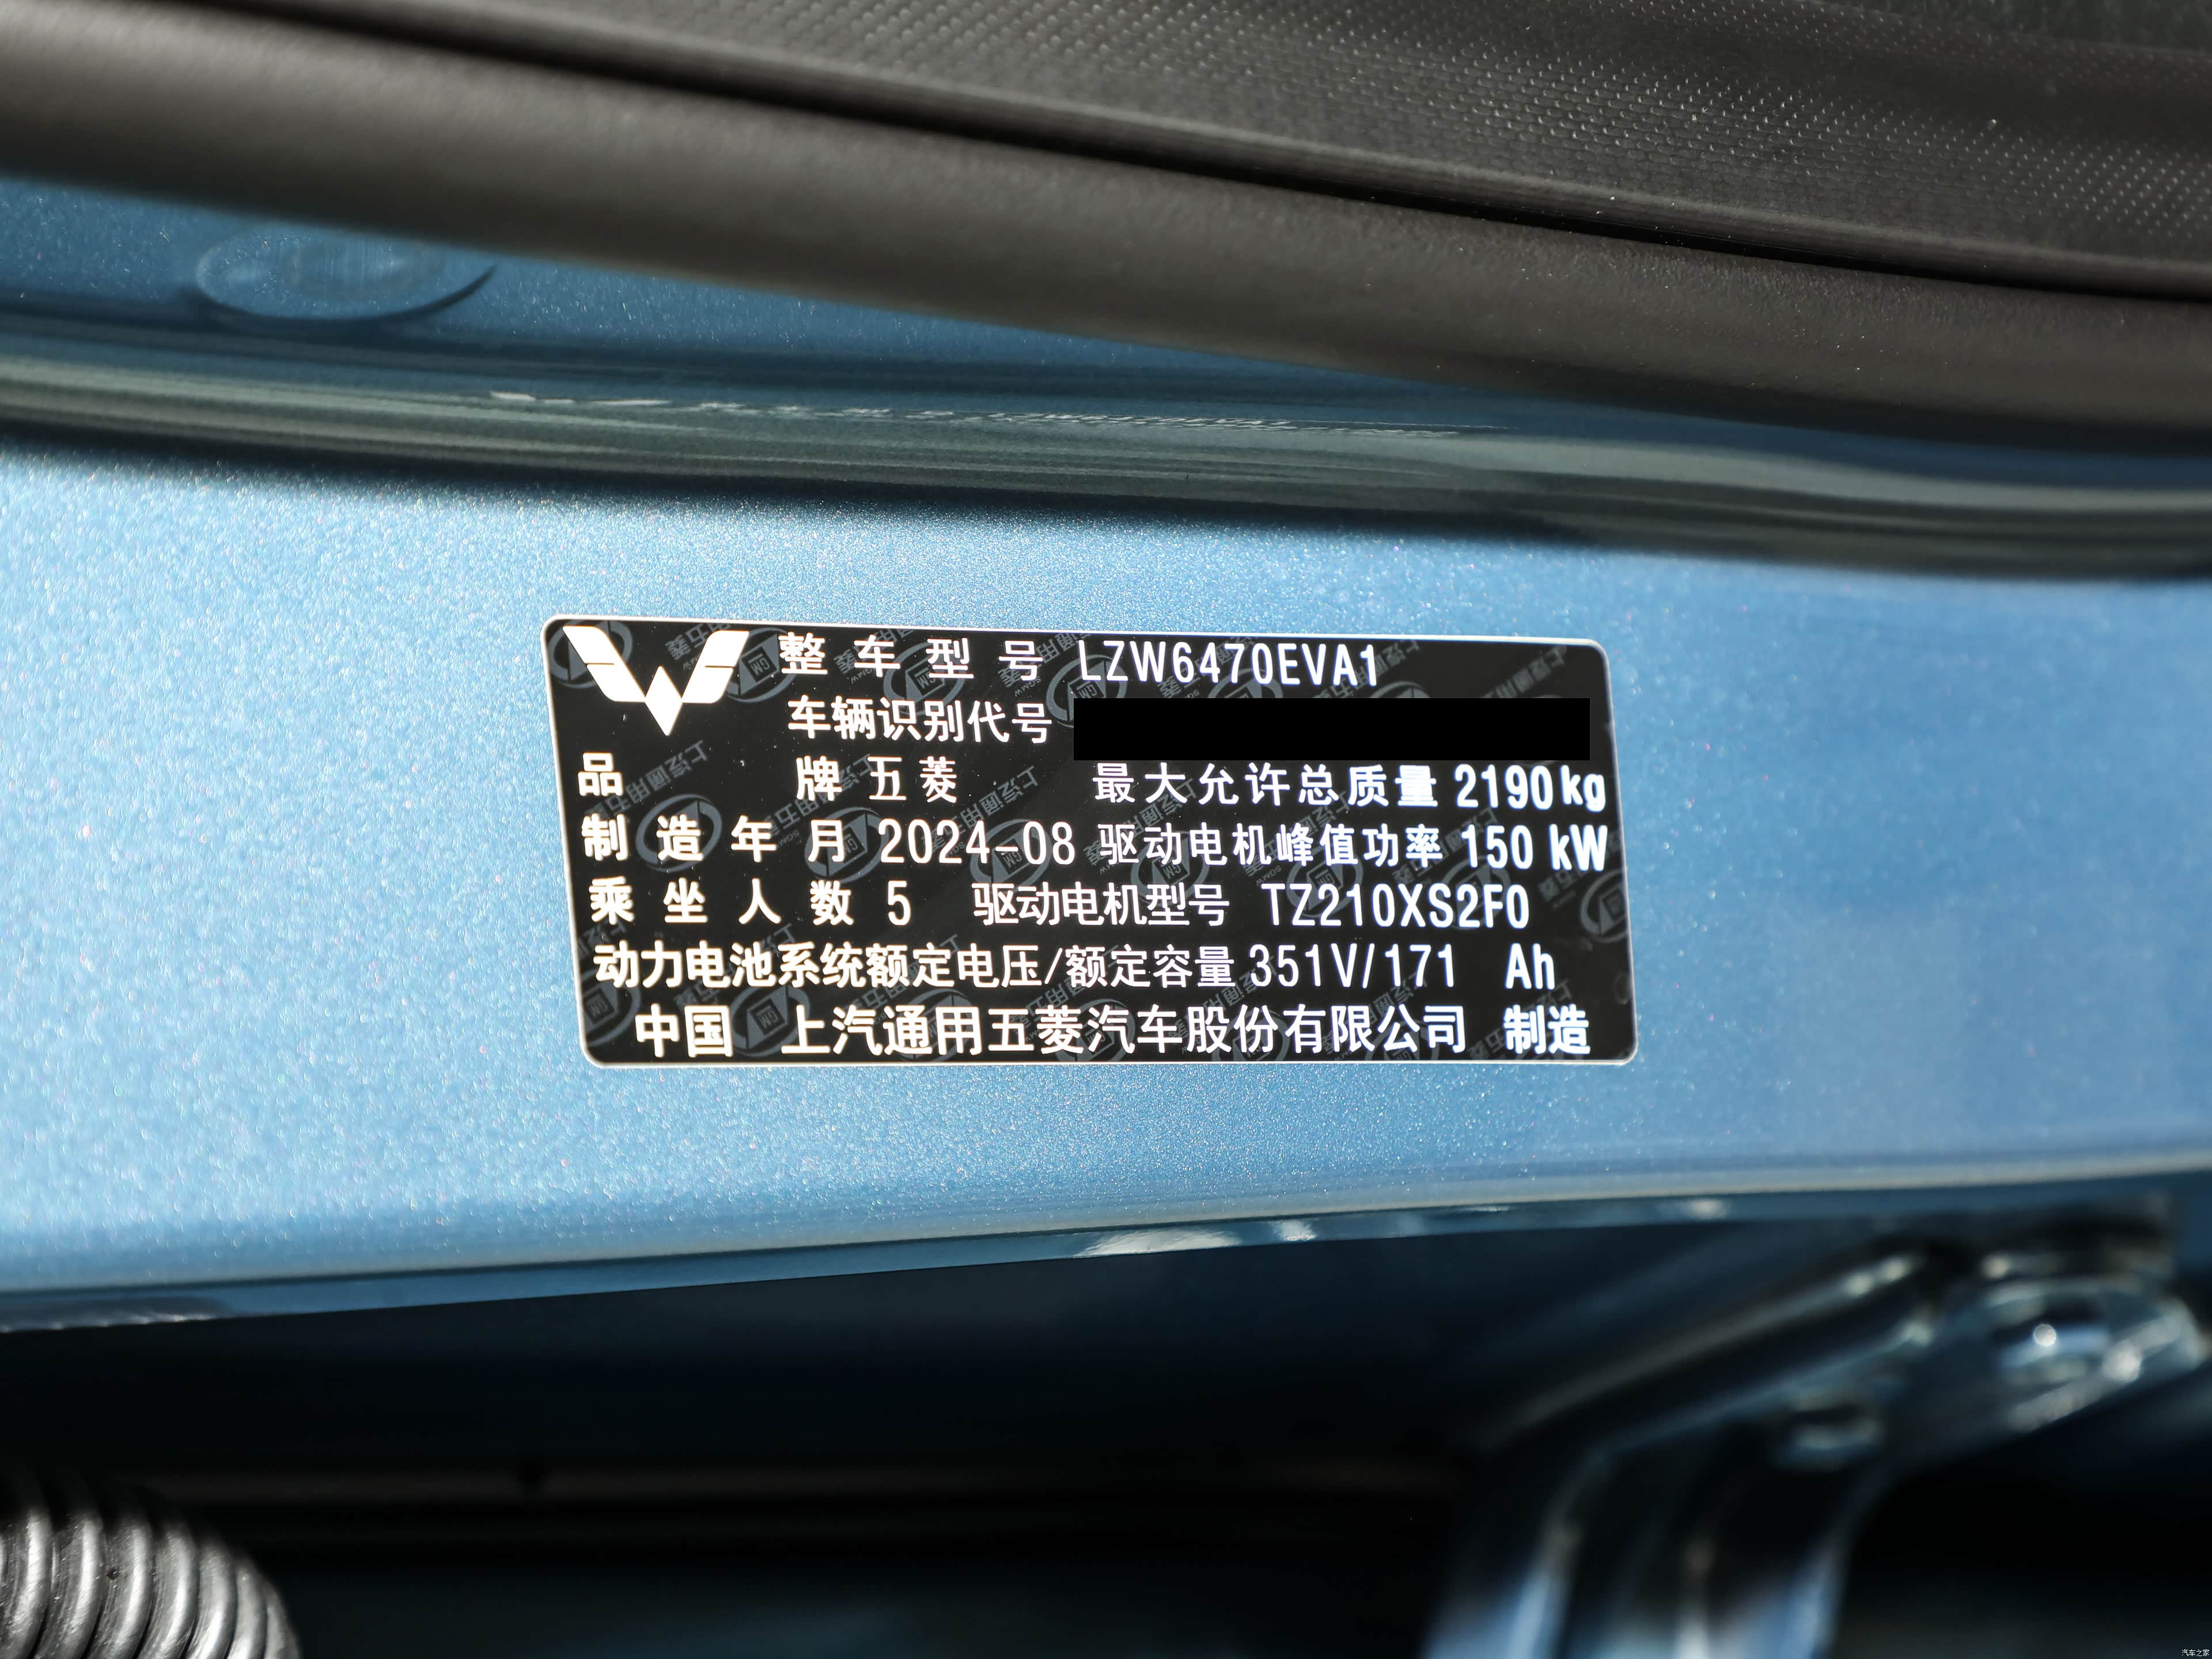 整车型号 LZW6470EVA1
车辆识别代号
品牌 五菱 最大允许总质量 2190kg
制造年月 2024-08 驱动电机峰值功率 150 kW
乘坐人数 5 驱动电机型号 TZ210XS2F0
动力电池系统额定电压/额定容量 351V/171 Ah
中国 上汽通用五菱汽车股份有限公司 制造
汽车之家